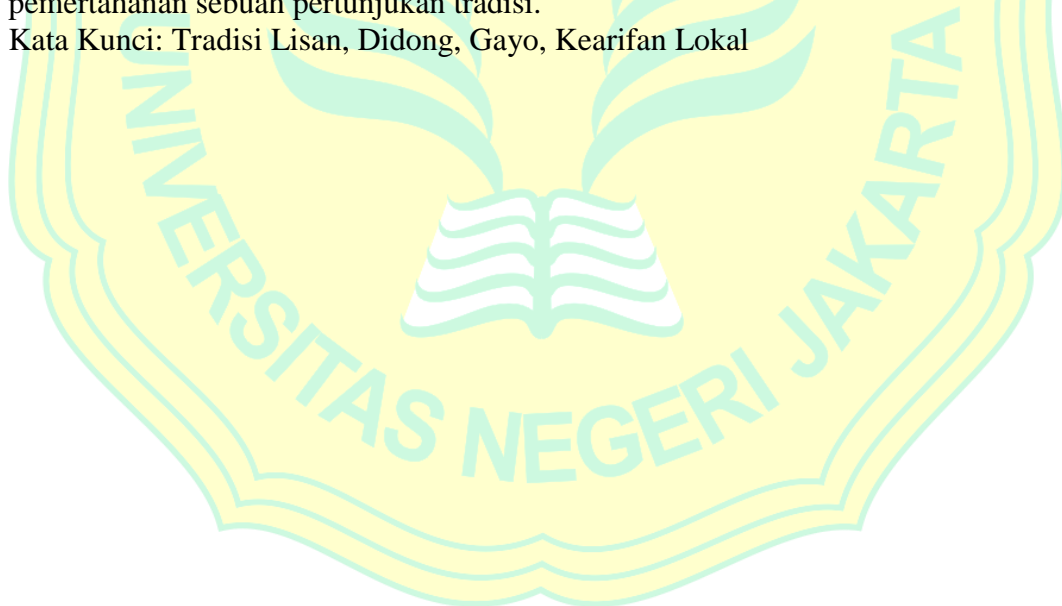 pemertahanan sebuah pertunjukan tradisi.
Kata Kunci: Tradisi Lisan, Didong, Gayo, Kearifan Lokal
UNIVERSITAS NEGERI JAKARTA